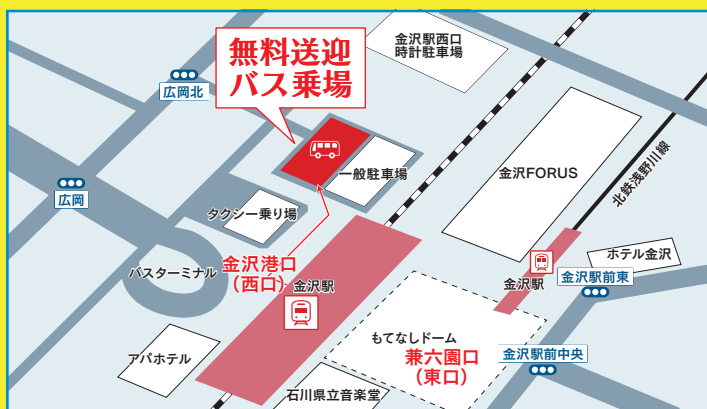 金沢駅西口
時計駐車場
無料送迎
バス乗場
広岡北
一般駐車場
金沢FORUS
北鉄浅野川線
広岡
タクシー乗り場
バスターミナル
金沢港口
（西口）
金沢駅
金沢駅
ホテル金沢
金沢駅前東
もてなしドーム
兼六園口
（東口）
金沢駅前中央
アパホテル
石川県立音楽堂